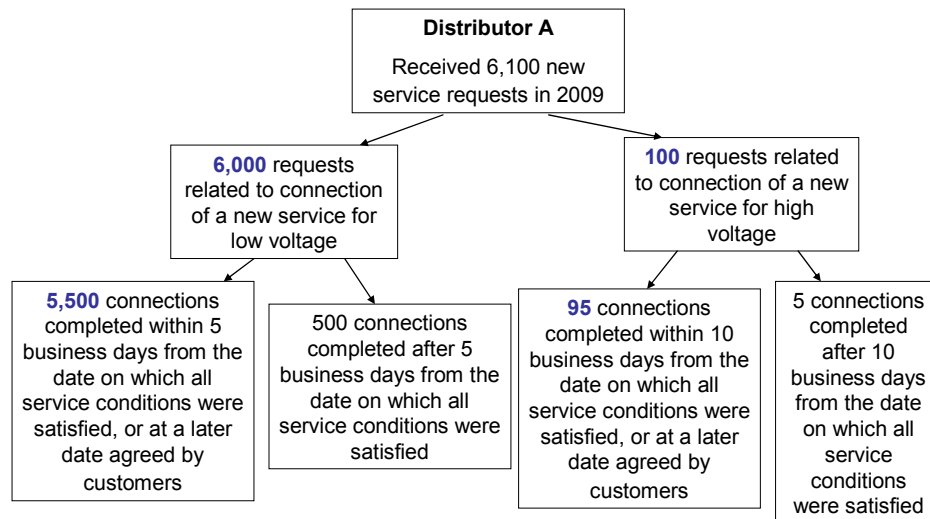 Distributor A
Received 6,100 new
service requests in 2009
6,000 requests
related to connection
of a new service for
low voltage
100 requests related
to connection of a new
service for high
voltage
5,500 connections
completed within 5
business days from the
date on which all
service conditions were
satisfied, or at a later
date agreed by
customers
500 connections
completed after 5
business days from the
date on which all
service conditions were
satisfied
95 connections
completed within 10
business days from the
date on which all
service conditions were
satisfied, or at a later
date agreed by
customers
5 connections
completed
after 10
business days
from the date
on which all
service
conditions
were satisfied